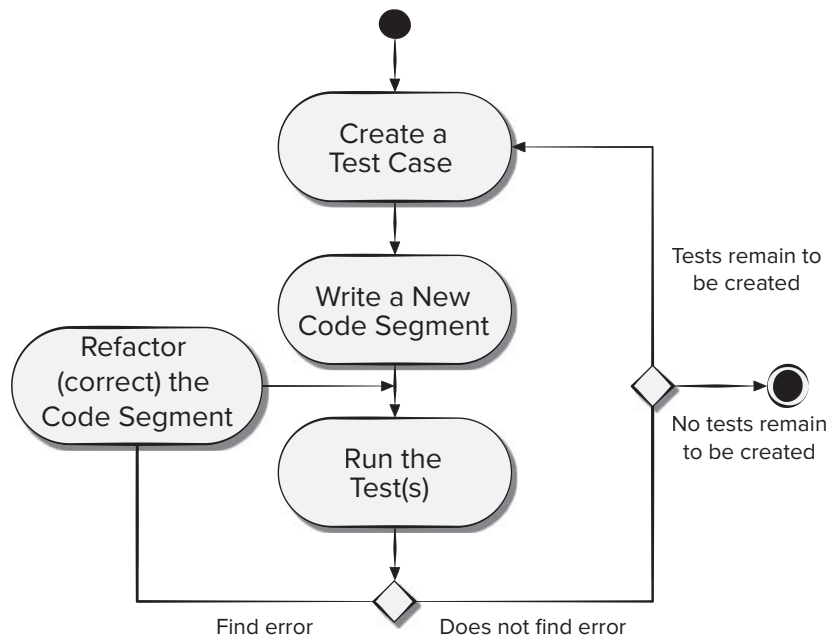 Create a
Test Case
Tests remain to
be created
Write a New
Code Segment
Refactor
(correct) the
Code Segment
No tests remain
to be created
Run the
Test(s)
Find error
Does not find error